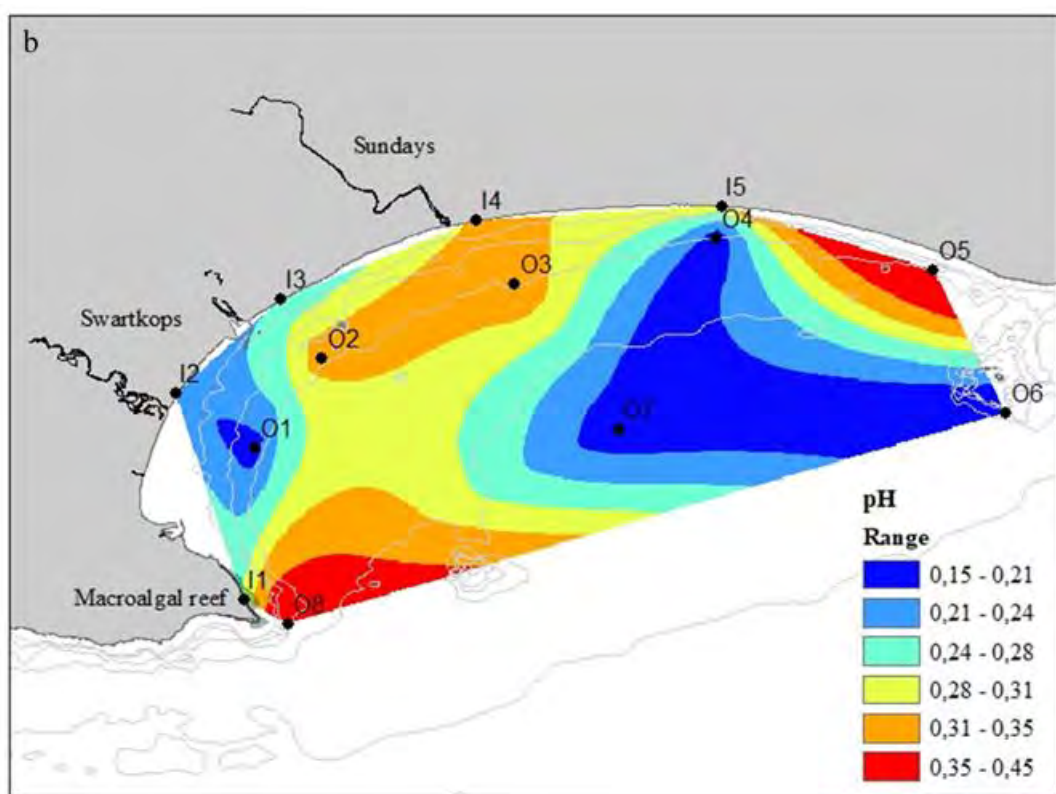 b
Sundays
I4
I5
O4
O3
O5
I3
Swartkops
O2
I2
O6
O1
O7
pH
Range
Macroalgal reef
I1
O8
0,15 - 0,21
0,21 - 0,24
0,24 - 0,28
0,28 - 0,31
0,31 - 0,35
0,35 - 0,45